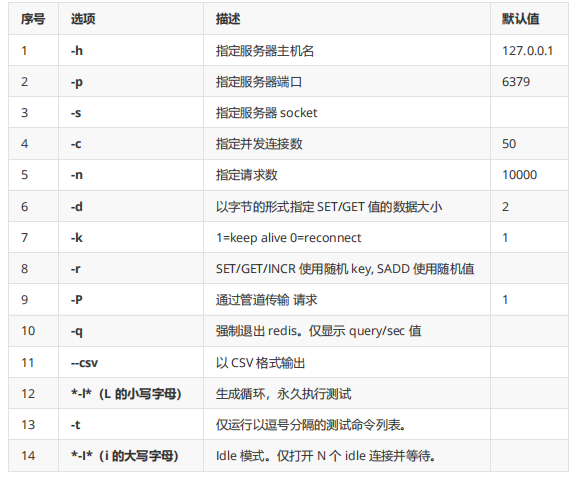 序号 选项 描述 默认值
1 -h 指定服务器主机名 127.0.0.1
2 -p 指定服务器端口 6379
3 -s 指定服务器 socket
4 -c 指定并发连接数 50
5 -n 指定请求数 10000
6 -d 以字节的形式指定 SET/GET 值的数据大小 2
7 -k 1=keep alive 0=reconnect 1
8 -r SET/GET/INCR 使用随机 key, SADD 使用随机值
9 -P 通过管道传输 请求 1
10 -q 强制退出 redis。仅显示 query/sec 值
11 --csv 以 CSV 格式输出
12 *-l*（L 的小写字母） 生成循环，永久执行测试
13 -t 仅运行以逗号分隔的测试命令列表。
14 *-I*（i 的大写字母） Idle 模式。仅打开 N 个 idle 连接并等待。